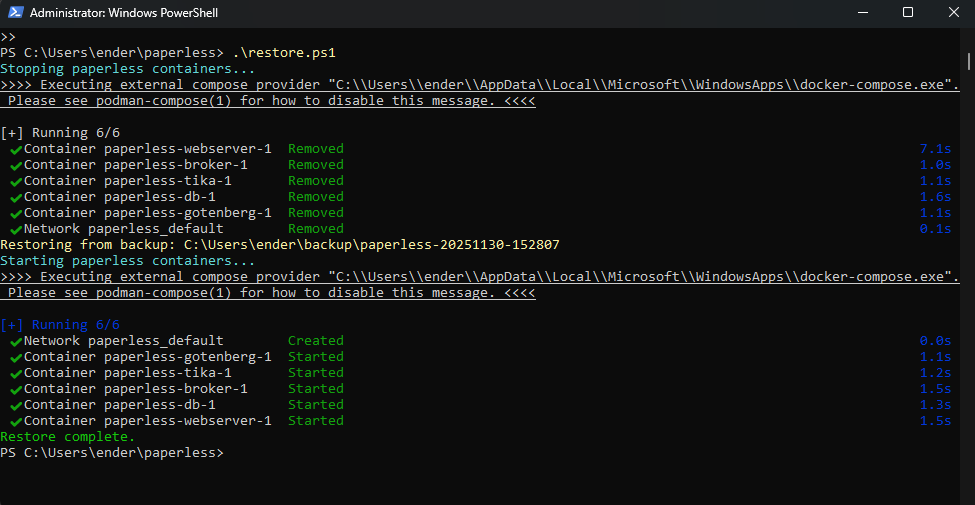 Administrator: Windows PowerShell
>>
PS C:\Users\ender\paperless> .\restore.ps1
Stopping paperless containers...
>>>> Executing external compose provider "C:\\Users\\ender\\AppData\\Local\\Microsoft\\WindowsApps\\docker-compose.exe".
Please see podman-compose(1) for how to disable this message. <<<<
[+] Running 6/6
✔Container paperless-webserver-1 Removed 7.1s
✔Container paperless-broker-1 Removed 1.0s
✔Container paperless-tika-1 Removed 1.1s
✔Container paperless-db-1 Removed 1.6s
✔Container paperless-gotenberg-1 Removed 1.1s
✔Network paperless_default Removed 0.1s
Restoring from backup: C:\Users\ender\backup\paperless-20251130-152807
Starting paperless containers...
>>>> Executing external compose provider "C:\\Users\\ender\\AppData\\Local\\Microsoft\\WindowsApps\\docker-compose.exe".
Please see podman-compose(1) for how to disable this message. <<<<
[+] Running 6/6
✔Network paperless_default Created 0.0s
✔Container paperless-gotenberg-1 Started 1.1s
✔Container paperless-tika-1 Started 1.2s
✔Container paperless-broker-1 Started 1.5s
✔Container paperless-db-1 Started 1.3s
✔Container paperless-webserver-1 Started 1.5s
Restore complete.
PS C:\Users\ender\paperless>